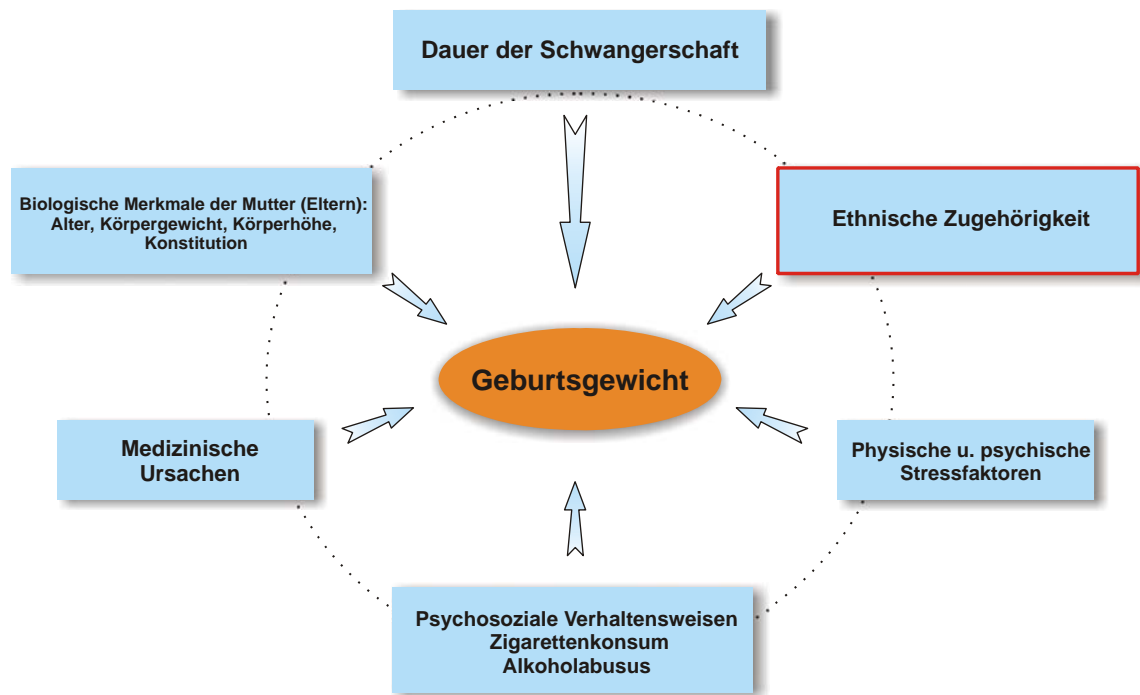 Dauer der Schwangerschaft
Biologische Merkmale der Mutter (Eltern):
Alter, Körpergewicht, Körperhöhe,
Konstitution
Ethnische Zugehörigkeit
Geburtsgewicht
Medizinische
Ursachen
Physische u. psychische
Stressfaktoren
Psychosoziale Verhaltensweisen
Zigarettenkonsum
Alkoholabusus